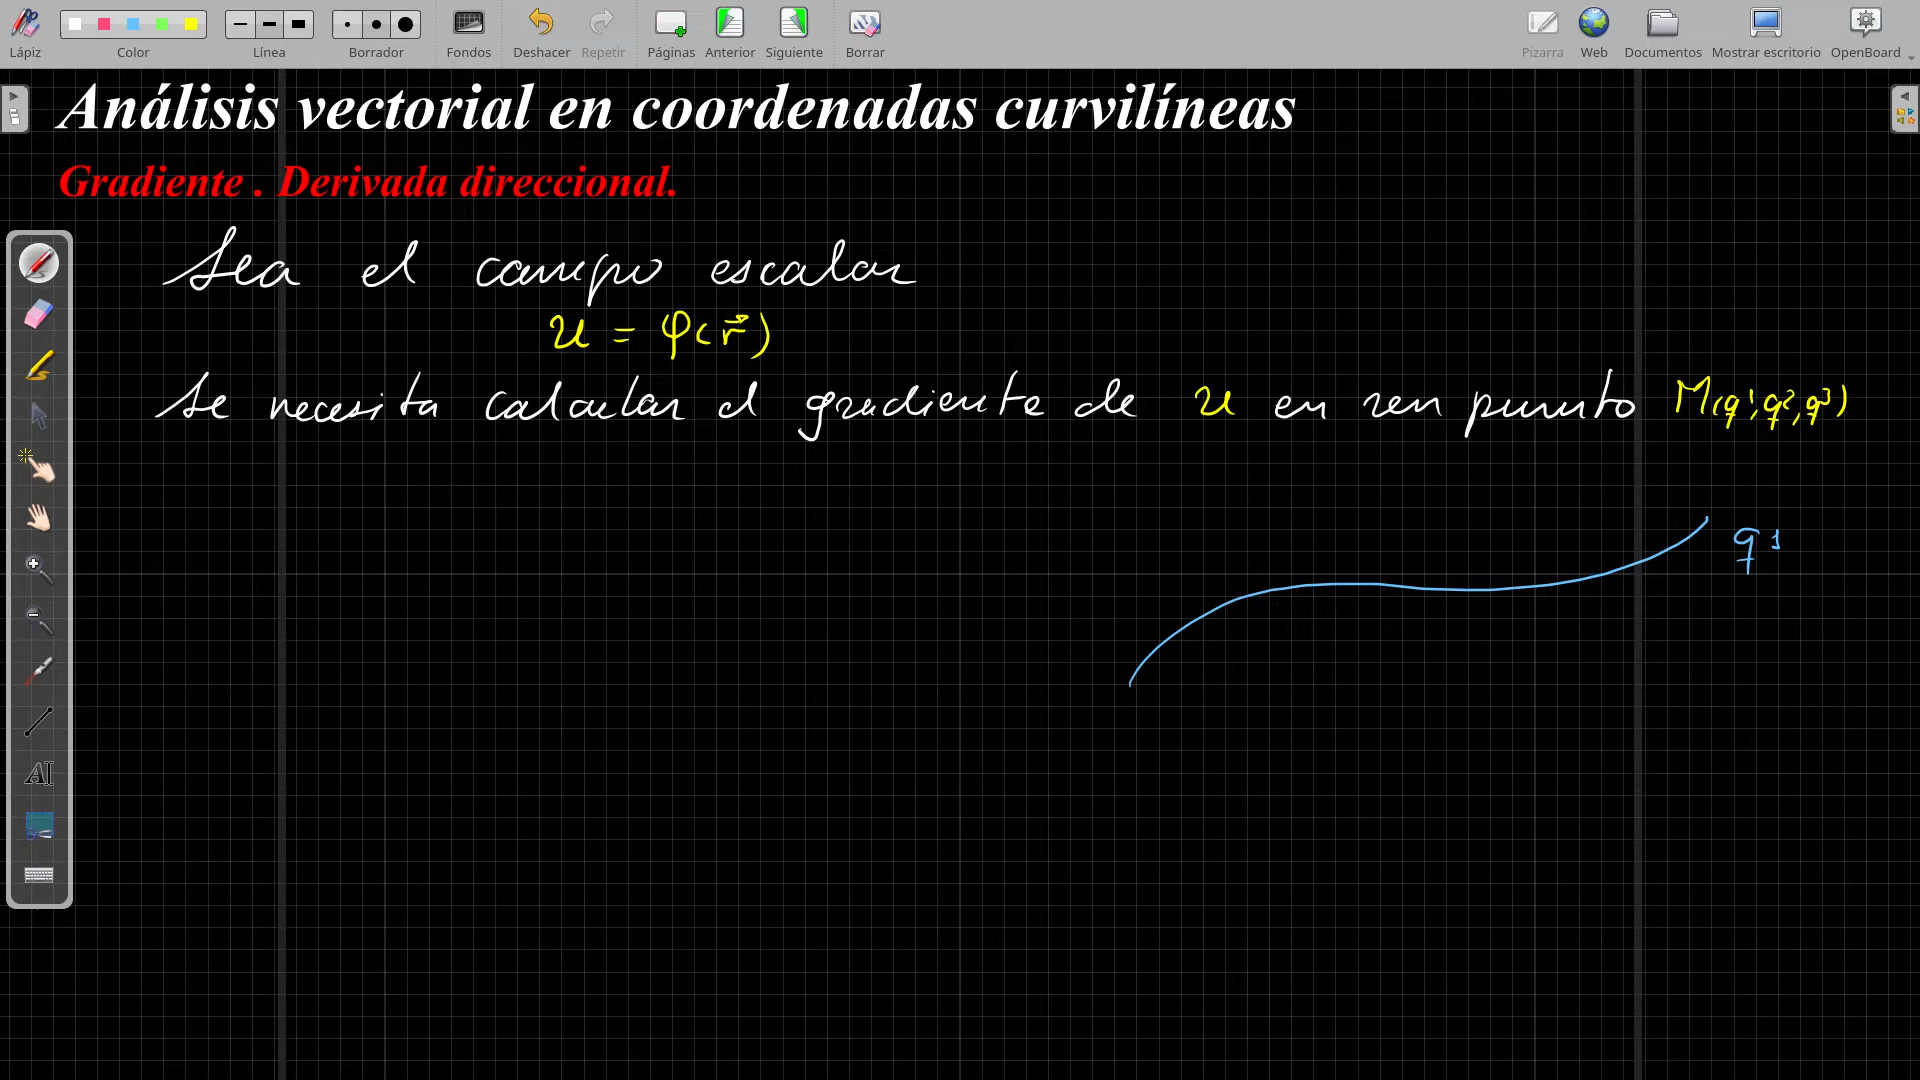 Lápiz Color Línea Borrador Fondos Deshacer Repetir Páginas Anterior Siguiente Borrar Pizarra Web Documentos Mostrar escritorio OpenBoard
Análisis vectorial en coordenadas curvilíneas
Gradiente . Derivada direccional.
Sea el campo escalar
u = φ(r⃗)
Se necesita calcular el gradiente de u en un punto M(q¹, q², q³)
q¹